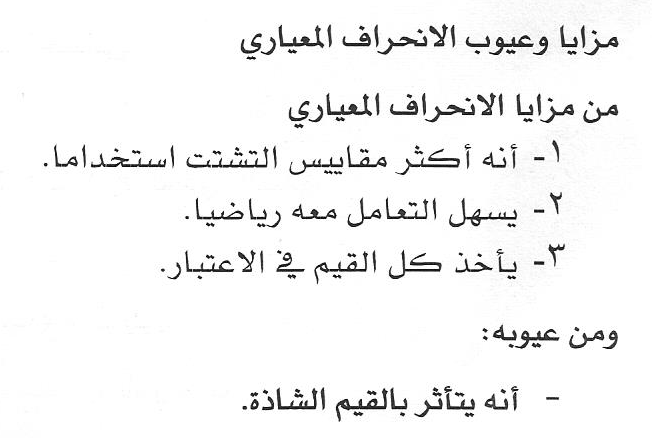 مزايا وعيوب الانحراف المعياري
من مزايا الانحراف المعياري
١- أنه أكثر مقاييس التشتت استخداما.
٢- يسهل التعامل معه رياضيا.
٣- يأخذ كل القيم في الاعتبار.
ومن عيوبه:
- أنه يتأثر بالقيم الشاذة.